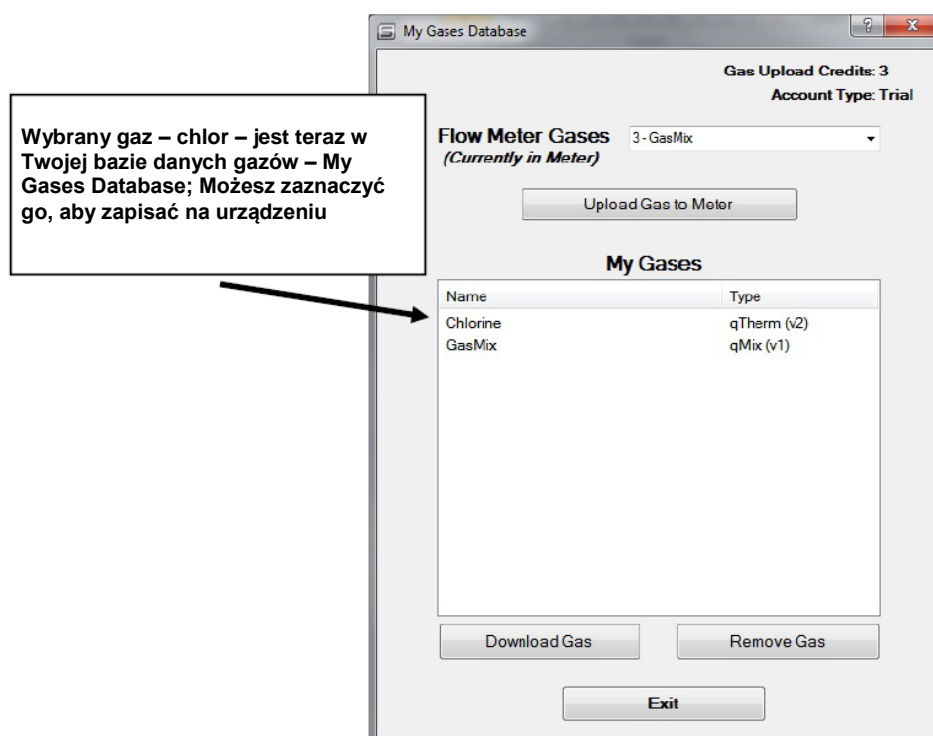 My Gases Database
Gas Upload Credits: 3
Account Type: Trial
Wybrany gaz – chlor – jest teraz w
Twojej bazie danych gazów – My
Gases Database; Możesz zaznaczyć
go, aby zapisać na urządzeniu
Flow Meter Gases
3 - GasMix
(Currently in Meter)
Upload Gas to Meter
My Gases
Name Type
Chlorine qTherm (v2)
GasMix qMix (v1)
Download Gas Remove Gas
Exit